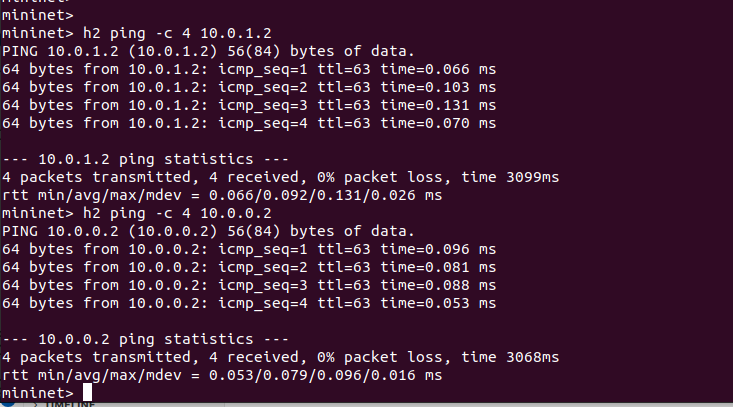 mininet>
mininet>
mininet> h2 ping -c 4 10.0.1.2
PING 10.0.1.2 (10.0.1.2) 56(84) bytes of data.
64 bytes from 10.0.1.2: icmp_seq=1 ttl=63 time=0.066 ms
64 bytes from 10.0.1.2: icmp_seq=2 ttl=63 time=0.103 ms
64 bytes from 10.0.1.2: icmp_seq=3 ttl=63 time=0.131 ms
64 bytes from 10.0.1.2: icmp_seq=4 ttl=63 time=0.070 ms

--- 10.0.1.2 ping statistics ---
4 packets transmitted, 4 received, 0% packet loss, time 3099ms
rtt min/avg/max/mdev = 0.066/0.092/0.131/0.026 ms
mininet> h2 ping -c 4 10.0.0.2
PING 10.0.0.2 (10.0.0.2) 56(84) bytes of data.
64 bytes from 10.0.0.2: icmp_seq=1 ttl=63 time=0.096 ms
64 bytes from 10.0.0.2: icmp_seq=2 ttl=63 time=0.081 ms
64 bytes from 10.0.0.2: icmp_seq=3 ttl=63 time=0.088 ms
64 bytes from 10.0.0.2: icmp_seq=4 ttl=63 time=0.053 ms

--- 10.0.0.2 ping statistics ---
4 packets transmitted, 4 received, 0% packet loss, time 3068ms
rtt min/avg/max/mdev = 0.053/0.079/0.096/0.016 ms
mininet>
> TIMELINE